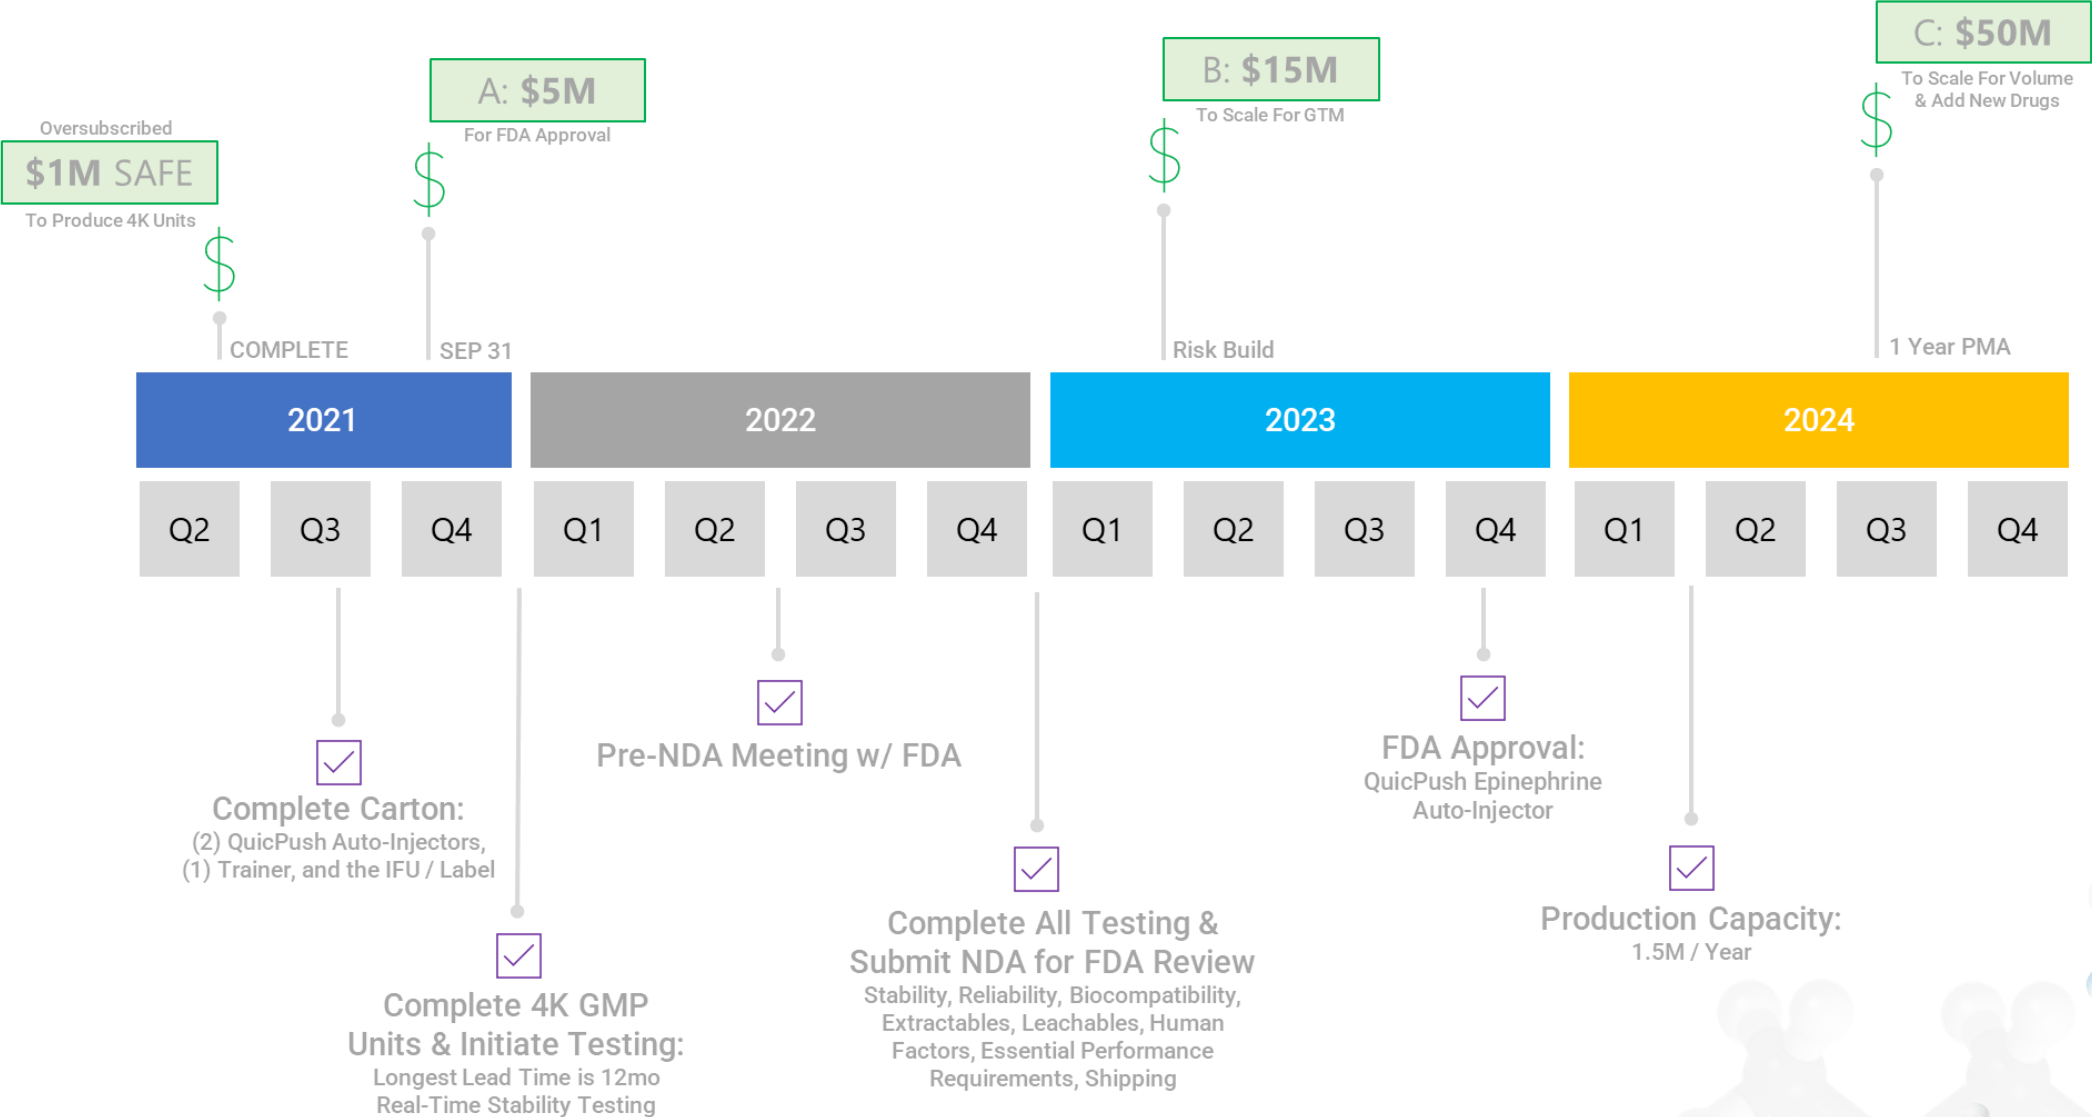 Oversubscribed
$1M SAFE
To Produce 4K Units
A: $5M
For FDA Approval
B: $15M
To Scale For GTM
C: $50M
To Scale For Volume
& Add New Drugs
COMPLETE
SEP 31
Risk Build
1 Year PMA
2021
2022
2023
2024
Q2
Q3
Q4
Q1
Q2
Q3
Q4
Q1
Q2
Q3
Q4
Q1
Q2
Q3
Q4
Complete Carton:
(2) QuicPush Auto-Injectors,
(1) Trainer, and the IFU / Label
Complete 4K GMP
Units & Initiate Testing:
Longest Lead Time is 12mo
Real-Time Stability Testing
Pre-NDA Meeting w/ FDA
Complete All Testing &
Submit NDA for FDA Review
Stability, Reliability, Biocompatibility,
Extractables, Leachables, Human
Factors, Essential Performance
Requirements, Shipping
FDA Approval:
QuicPush Epinephrine
Auto-Injector
Production Capacity:
1.5M / Year